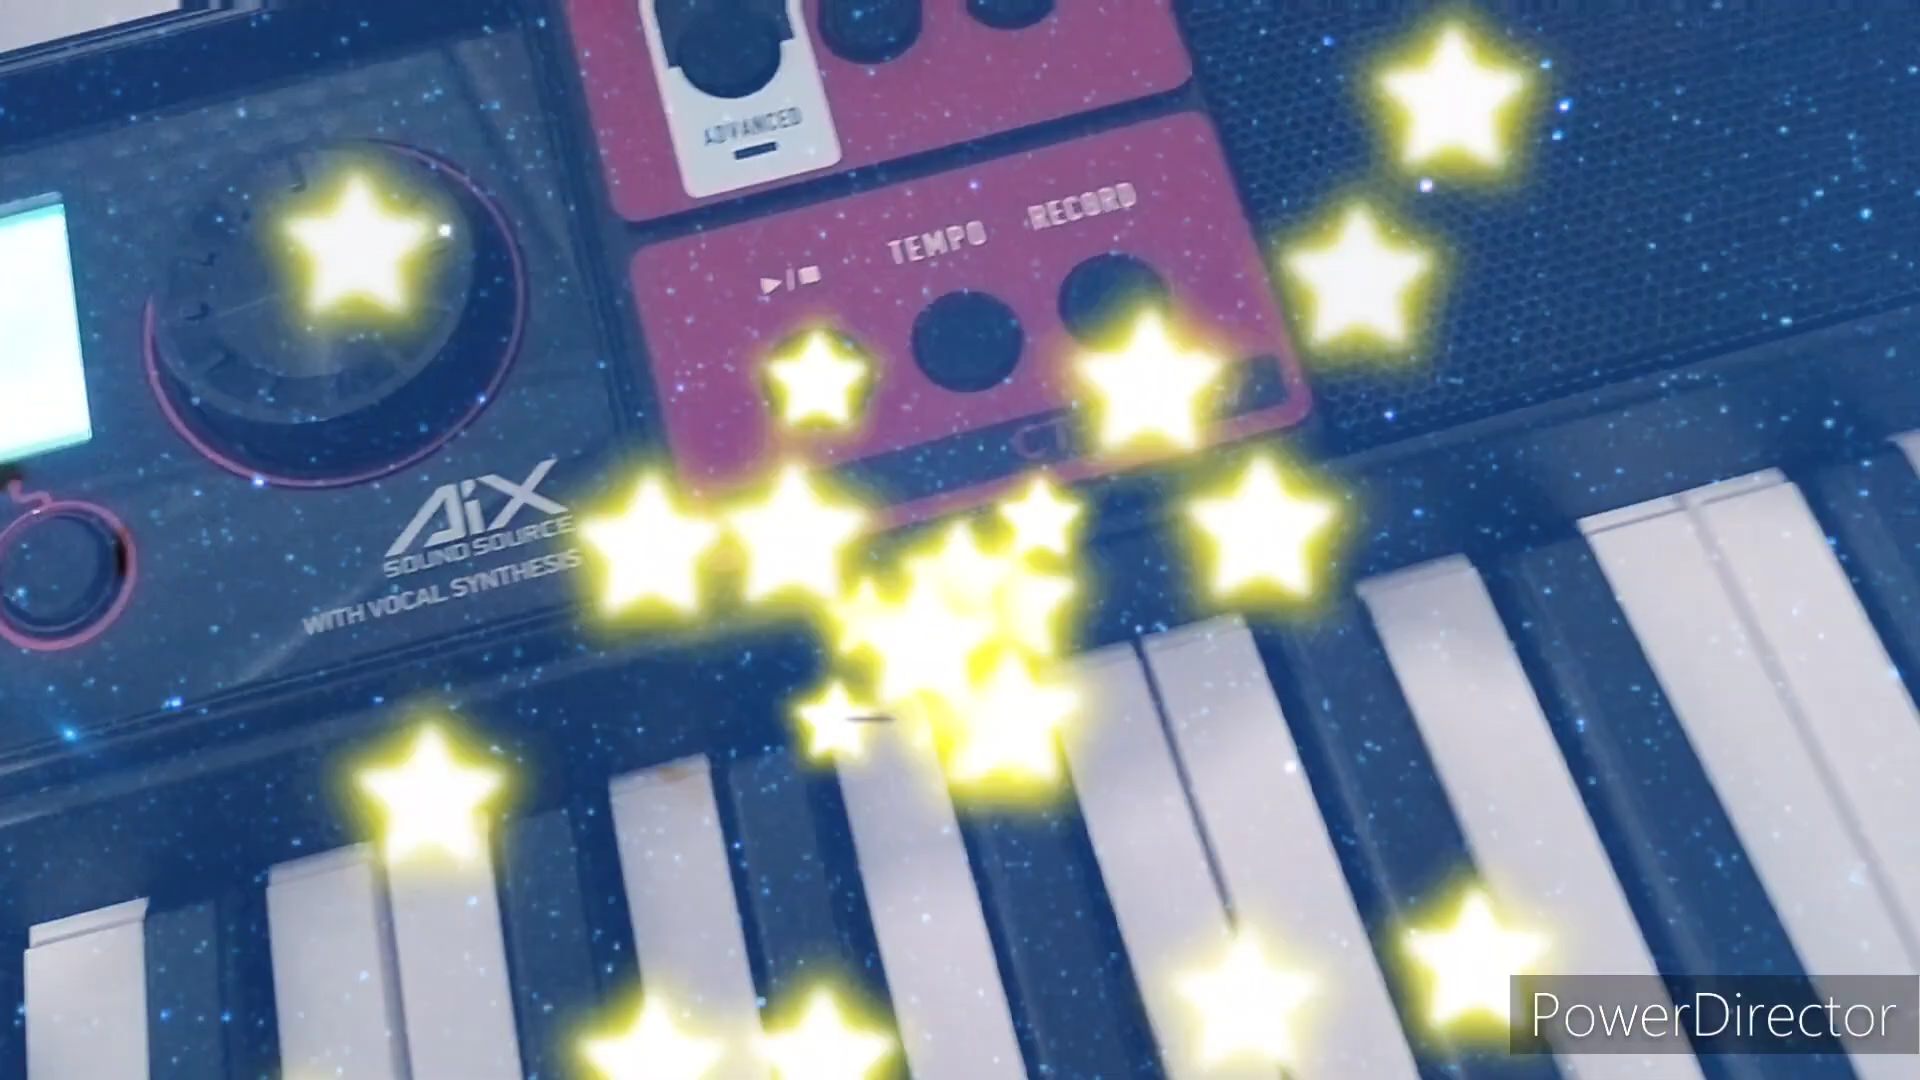 ADVANCED
▶/■
TEMPO
RECORD
AiX
SOUND SOURCE
WITH VOCAL SYNTHESIS
PowerDirector